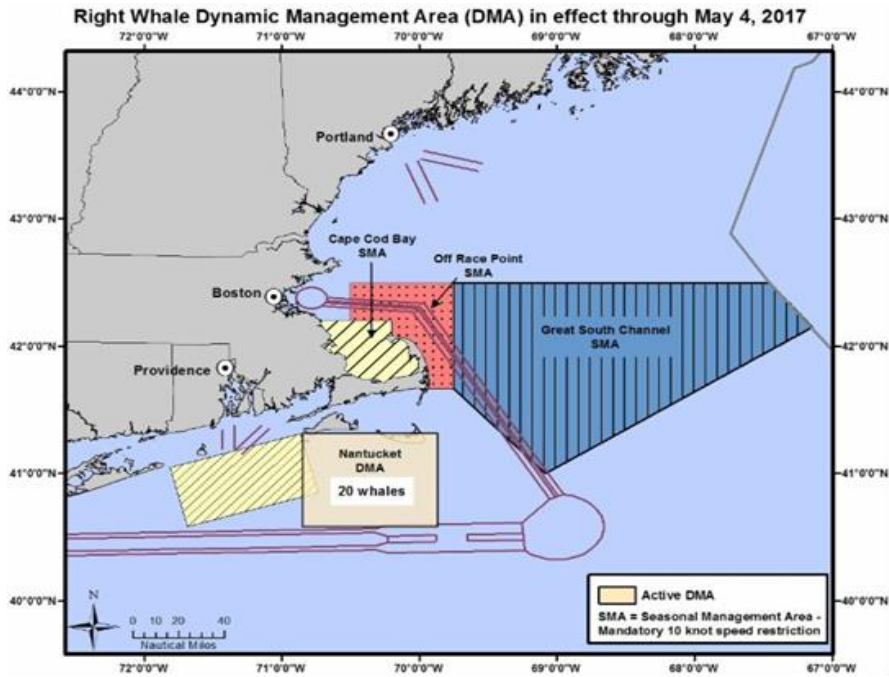 Right Whale Dynamic Management Area (DMA) in effect through May 4, 2017
72°0'0"W 71°0'0"W 70°0'0"W 69°0'0"W 68°0'0"W 67°0'0"W
44°0'0"N 44°0'0"N
Portland
43°0'0"N 43°0'0"N
Cape Cod Bay
SMA
Off Race Point
SMA
Boston
Great South Channel
SMA
42°0'0"N 42°0'0"N
Providence
Nantucket
DMA
20 whales
41°0'0"N 41°0'0"N
Active DMA
SMA = Seasonal Management Area -
Mandatory 10 knot speed restriction
40°0'0"N 40°0'0"N
N
0 10 20 40
Nautical Miles
72°0'0"W 71°0'0"W 70°0'0"W 69°0'0"W 68°0'0"W 67°0'0"W